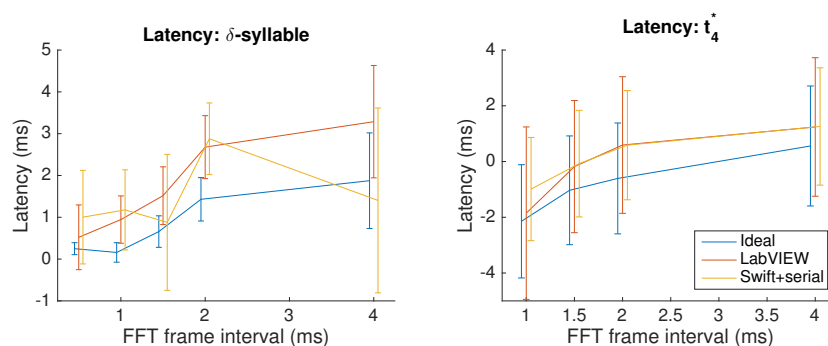 Latency: δ-syllable
5
4
3
2
1
0
-1
Latency (ms)
1 2 3 4
FFT frame interval (ms)
Latency: t*4
4
2
0
-2
-4
Latency (ms)
1 1.5 2 2.5 3 3.5 4
FFT frame interval (ms)
Ideal
LabVIEW
Swift+serial